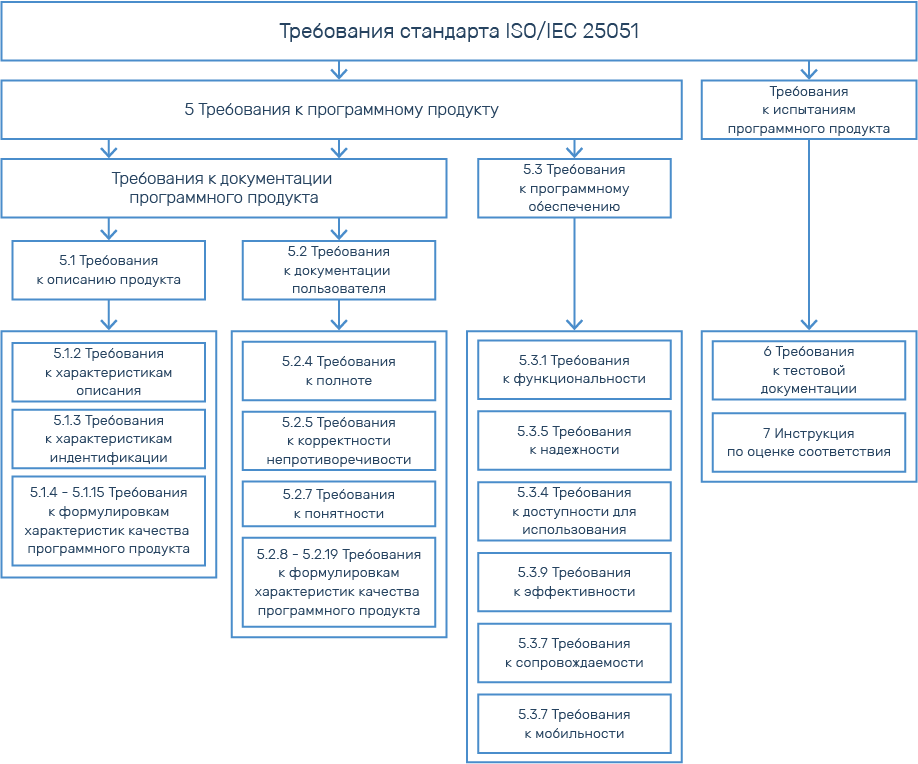 Требования стандарта ISO/IEC 25051
5 Требования к программному продукту
Требования
к испытаниям
программного продукта
Требования к документации
программного продукта
5.3 Требования
к программному
обеспечению
5.1 Требования
к описанию продукта
5.2 Требования
к документации
пользователя
5.1.2 Требования
к характеристикам
описания
5.1.3 Требования
к характеристикам
индентификации
5.1.4 - 5.1.15 Требования
к формулировкам
характеристик качества
программного продукта
5.2.4 Требования
к полноте
5.2.5 Требования
к корректности
непротиворечивости
5.2.7 Требования
к понятности
5.2.8 - 5.2.19 Требования
к формулировкам
характеристик качества
программного продукта
5.3.1 Требования
к функциональности
5.3.5 Требования
к надежности
5.3.4 Требования
к доступности для
использования
5.3.9 Требования
к эффективности
5.3.7 Требования
к сопровождаемости
5.3.7 Требования
к мобильности
6 Требования
к тестовой
документации
7 Инструкция
по оценке соответствия